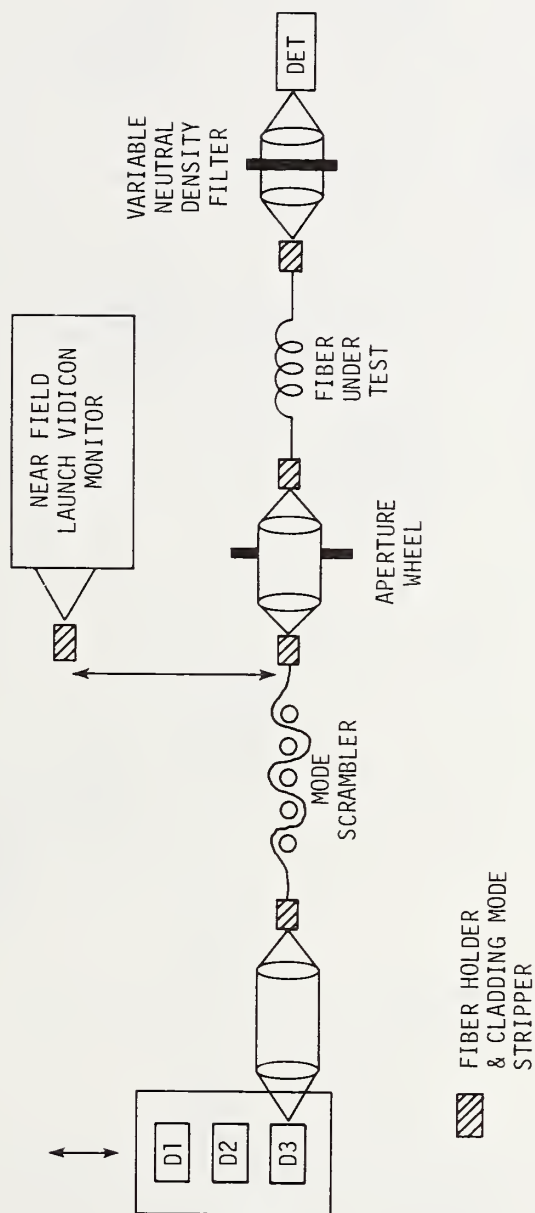 D1
D2
D3
MODE
SCRAMBLER
NEAR FIELD
LAUNCH VIDICON
MONITOR
APERTURE
WHEEL
FIBER
UNDER
TEST
VARIABLE
NEUTRAL
DENSITY
FILTER
DET
FIBER HOLDER
& CLADDING MODE
STRIPPER